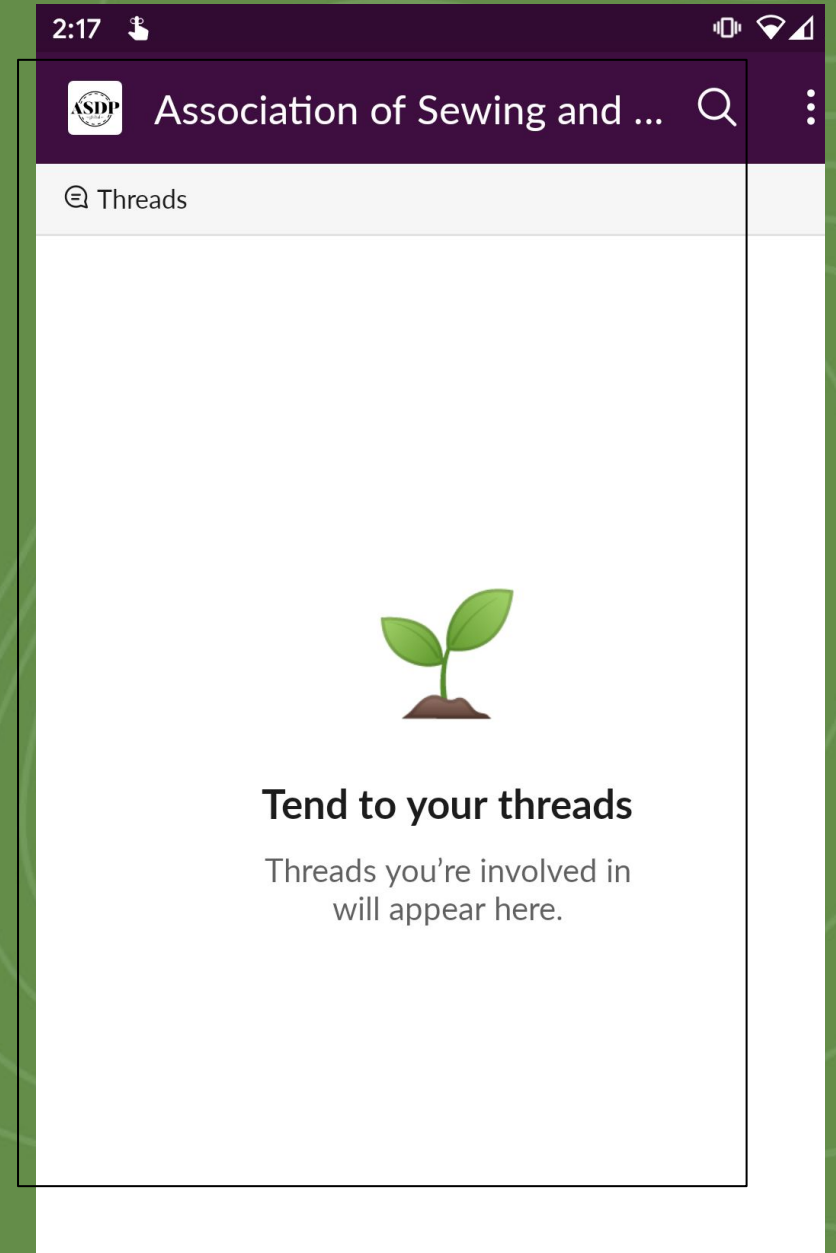 2:17
ASDP
Association of Sewing and ...
Threads
Tend to your threads
Threads you’re involved in
will appear here.